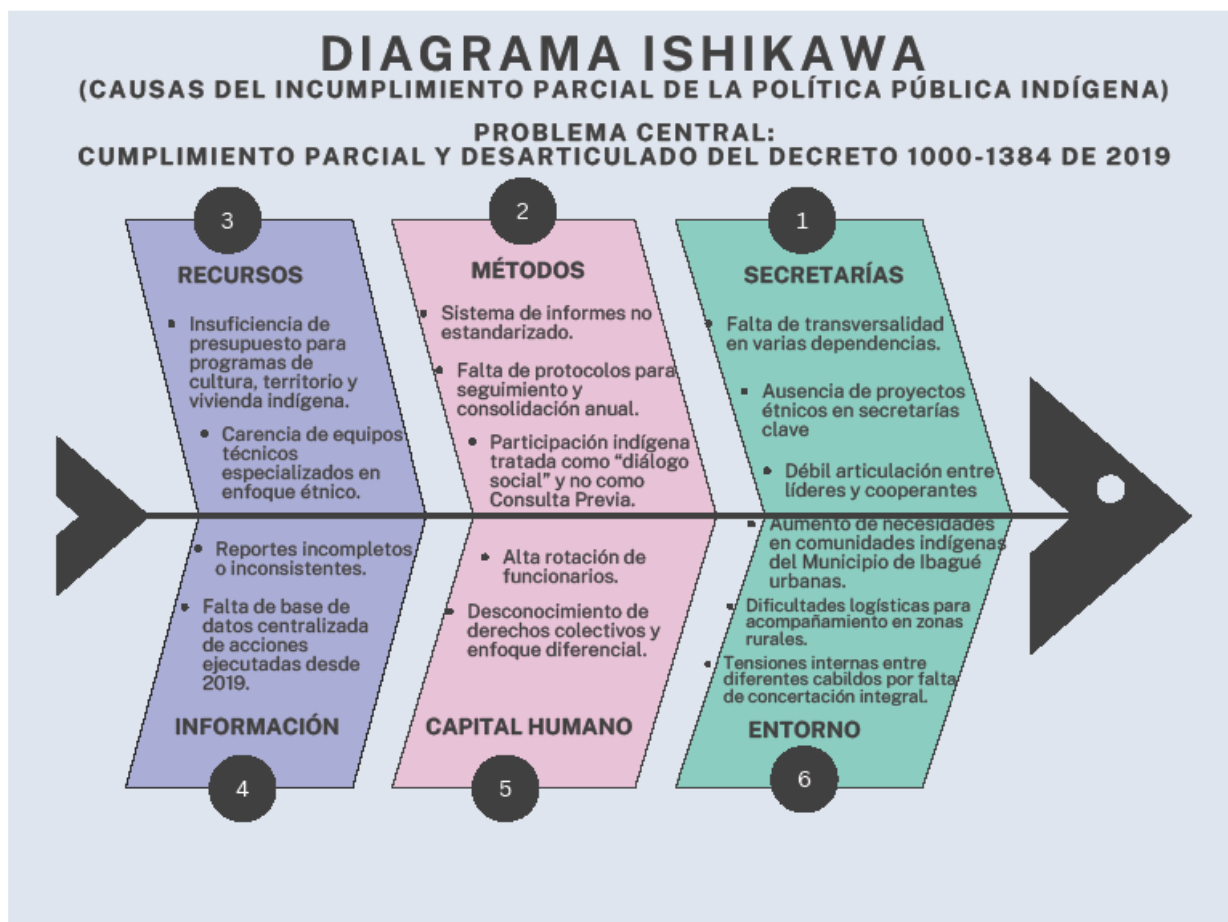 DIAGRAMA ISHIKAWA
(CAUSAS DEL INCUMPLIMIENTO PARCIAL DE LA POLÍTICA PÚBLICA INDÍGENA)
PROBLEMA CENTRAL:
CUMPLIMIENTO PARCIAL Y DESARTICULADO DEL DECRETO 1000-1384 DE 2019
3
RECURSOS
• Insuficiencia de
presupuesto para
programas de
cultura, territorio y
vivienda indígena.
• Carencia de equipos
técnicos
especializados en
enfoque étnico.
2
MÉTODOS
• Sistema de informes no
estandarizado.
• Falta de protocolos para
seguimiento y
consolidación anual.
• Participación indígena
tratada como “diálogo
social” y no como
Consulta Previa.
1
SECRETARÍAS
• Falta de transversalidad
en varias dependencias.
• Ausencia de proyectos
étnicos en secretarías
clave
• Débil articulación entre
líderes y cooperantes
• Reportes incompletos
o inconsistentes.
• Falta de base de
datos centralizada
de acciones
ejecutadas desde
2019.
INFORMACIÓN
4
• Alta rotación de
funcionarios.
• Desconocimiento de
derechos colectivos y
enfoque diferencial.
CAPITAL HUMANO
5
• Aumento de necesidades
en comunidades indígenas
del Municipio de Ibagué
urbanas.
• Dificultades logísticas para
acompañamiento en zonas
rurales.
• Tensiones internas entre
diferentes cabildos por falta
de concertación integral.
ENTORNO
6